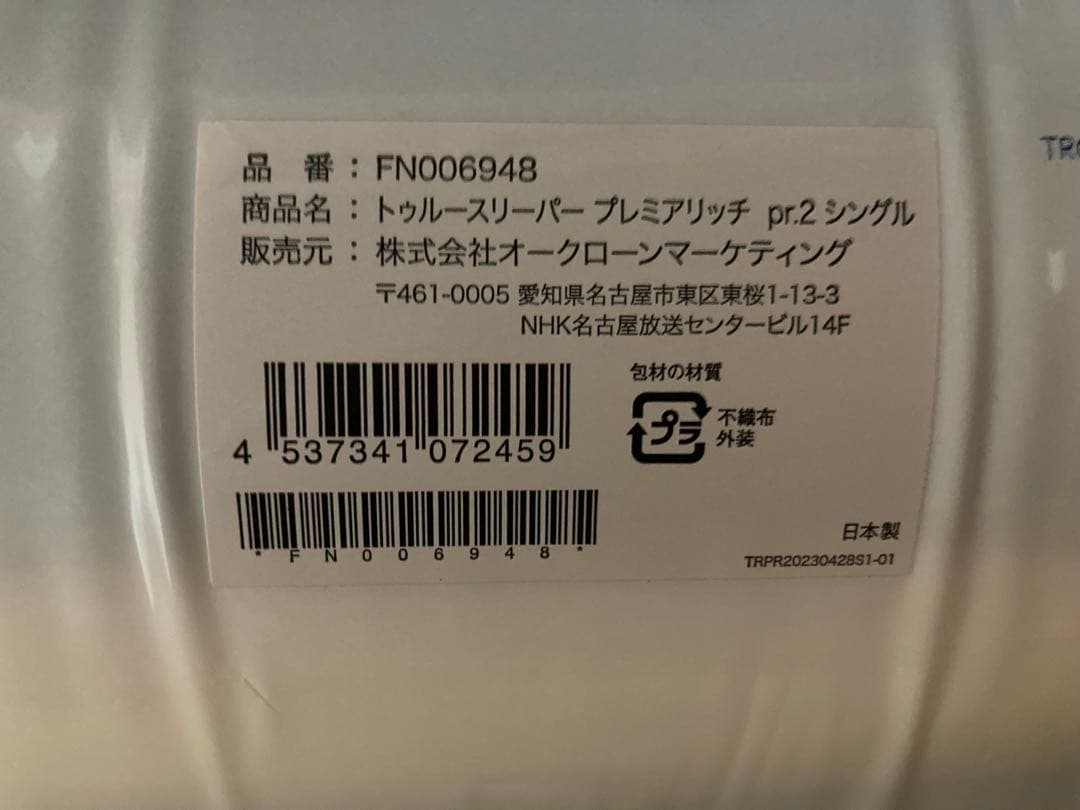 品　番：FN006948
商品名：トゥルースリーパー プレミアリッチ pr.2 シングル
販売元：株式会社オークローンマーケティング
〒461-0005 愛知県名古屋市東区東桜1-13-3
NHK名古屋放送センタービル14F
包材の材質
プラ
不織布
外装
4 537341 072459
*FN006948*
日本製
TRPR20230428S1-01